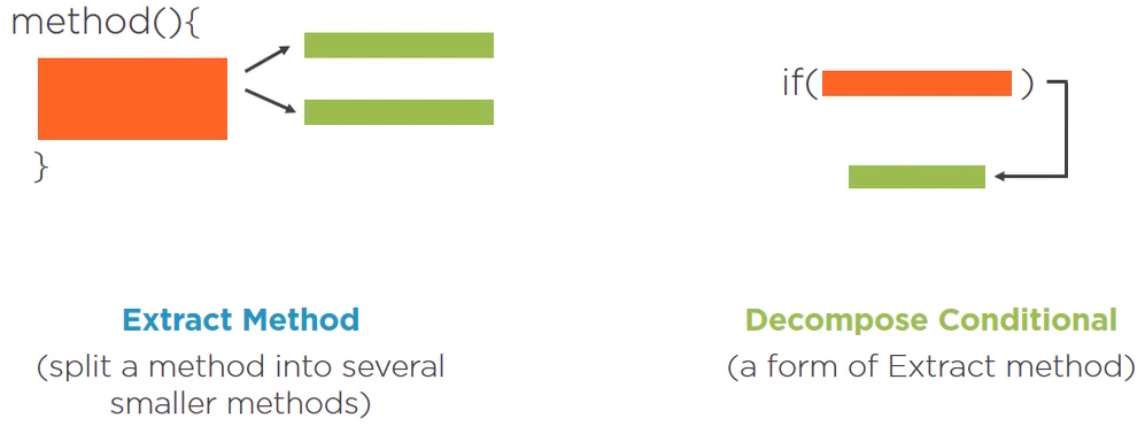 method(){
}
Extract Method
(split a method into several
smaller methods)
if( )
Decompose Conditional
(a form of Extract method)